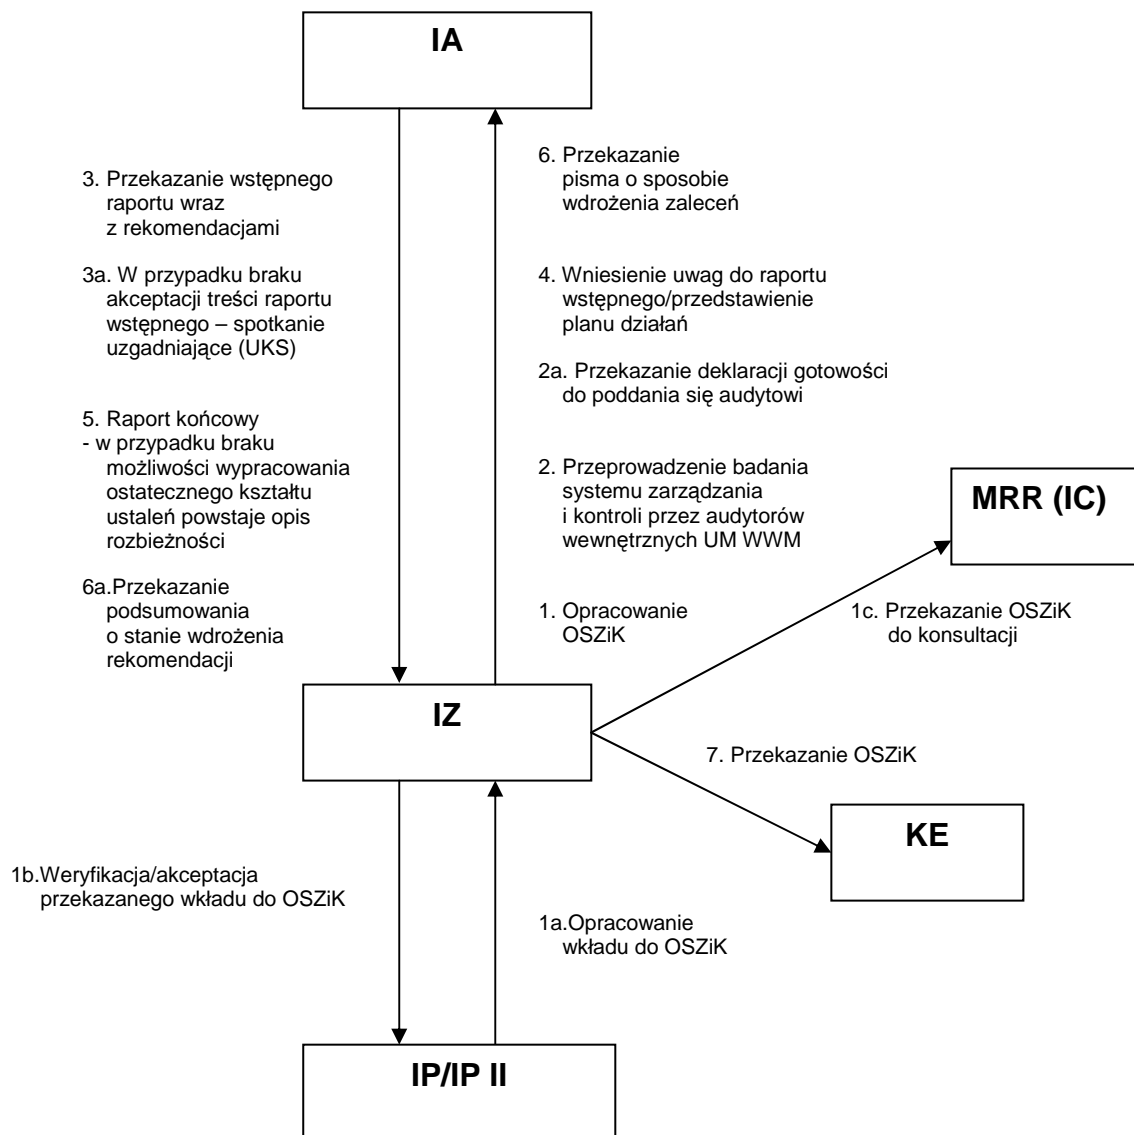 IA
3. Przekazanie wstępnego
raportu wraz
z rekomendacjami
3a. W przypadku braku
akceptacji treści raportu
wstępnego – spotkanie
uzgadniające (UKS)
5. Raport końcowy
- w przypadku braku
możliwości wypracowania
ostatecznego kształtu
ustaleń powstaje opis
rozbieżności
6a.Przekazanie
podsumowania
o stanie wdrożenia
rekomendacji
6. Przekazanie
pisma o sposobie
wdrożenia zaleceń
4. Wniesienie uwag do raportu
wstępnego/przedstawienie
planu działań
2a. Przekazanie deklaracji gotowości
do poddania się audytowi
2. Przeprowadzenie badania
systemu zarządzania
i kontroli przez audytorów
wewnętrznych UM WWM
1. Opracowanie
OSZiK
MRR (IC)
1c. Przekazanie OSZiK
do konsultacji
IZ
7. Przekazanie OSZiK
KE
1b.Weryfikacja/akceptacja
przekazanego wkładu do OSZiK
1a.Opracowanie
wkładu do OSZiK
IP/IP II